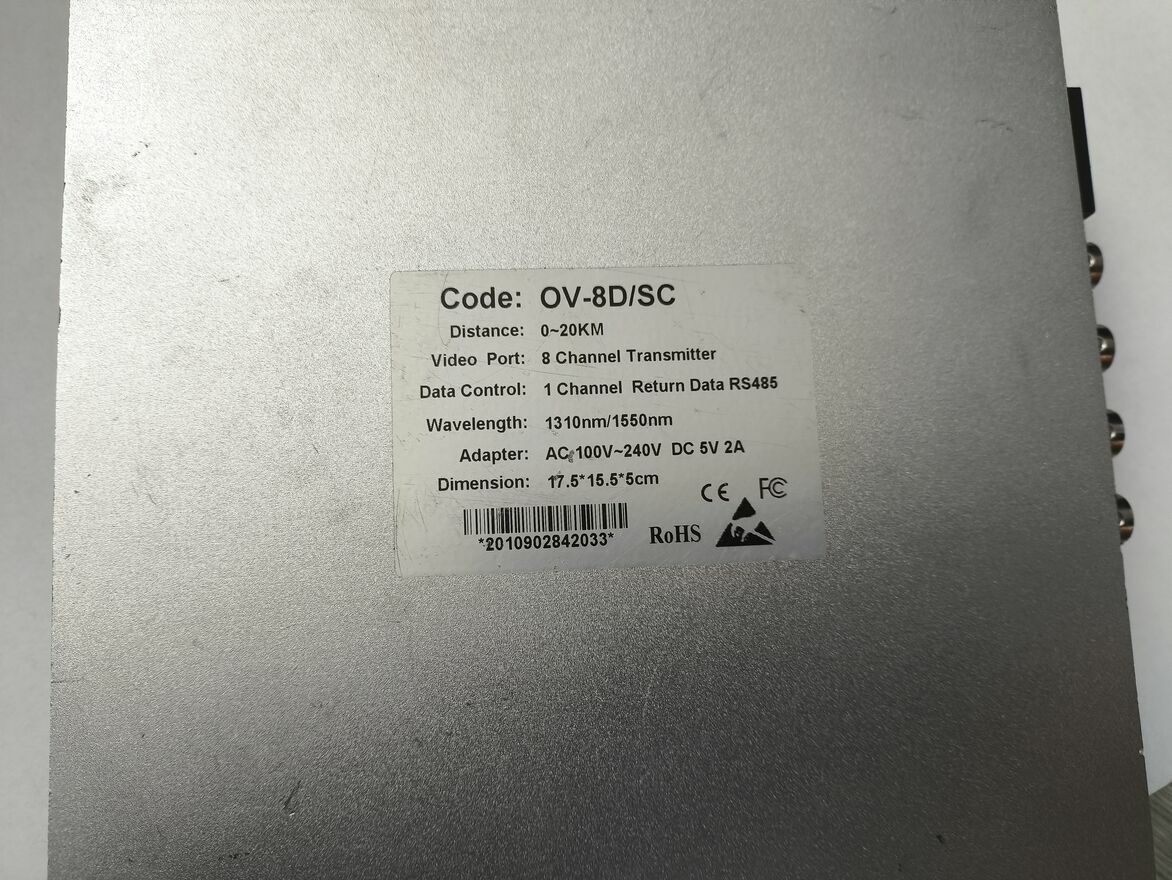 Code: OV-8D/SC
Distance: 0~20KM
Video Port: 8 Channel Transmitter
Data Control: 1 Channel Return Data RS485
Wavelength: 1310nm/1550nm
Adapter: AC 100V~240V DC 5V 2A
Dimension: 17.5*15.5*5cm
CE FC
*2010902842033*
RoHS